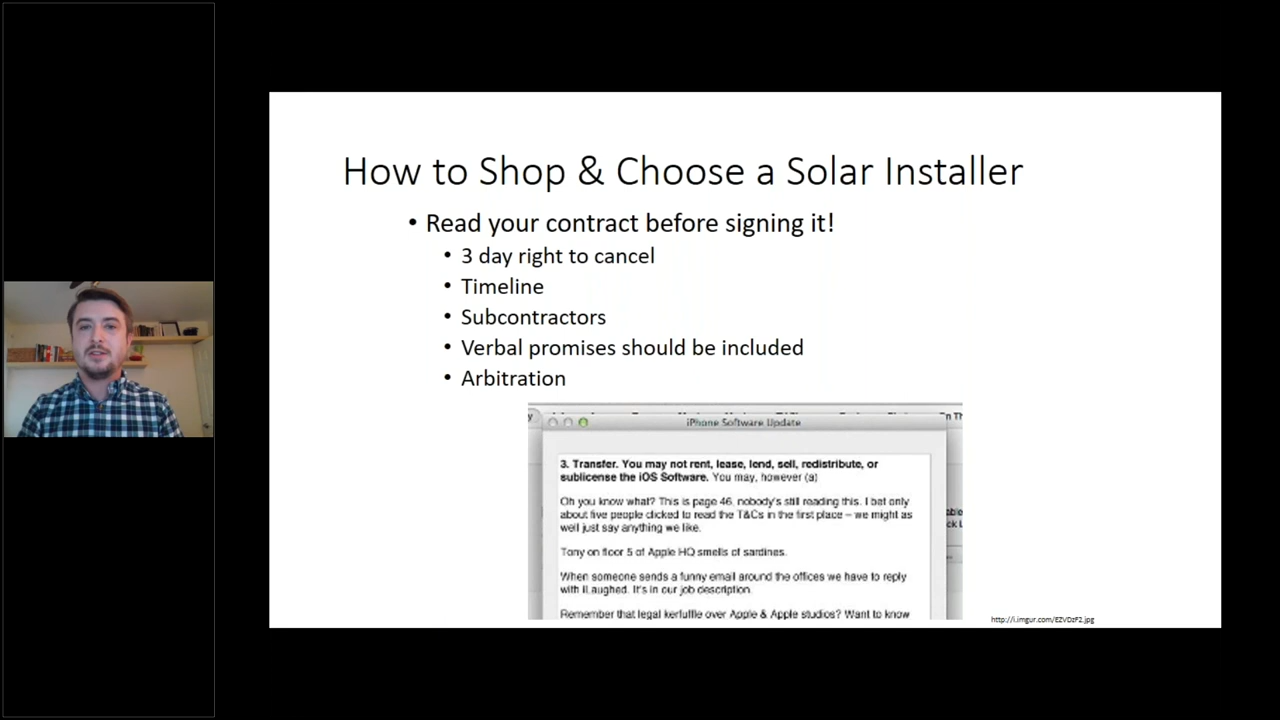 How to Shop & Choose a Solar Installer
• Read your contract before signing it!
• 3 day right to cancel
• Timeline
• Subcontractors
• Verbal promises should be included
• Arbitration
iPhone Software Update
3. Transfer. You may not rent, lease, lend, sell, redistribute, or
sublicense the iOS Software. You may, however (a)
Oh you know what? This is page 46, nobody's still reading this. I bet only
about five people clicked to read the T&Cs in the first place – we might as
well just say anything we like.
Tony on floor 5 of Apple HQ smells of sardines.
When someone sends a funny email around the offices we have to reply
with iLaughed. It's in our job description.
Remember that legal kerfuffle over Apple & Apple studios? Want to know